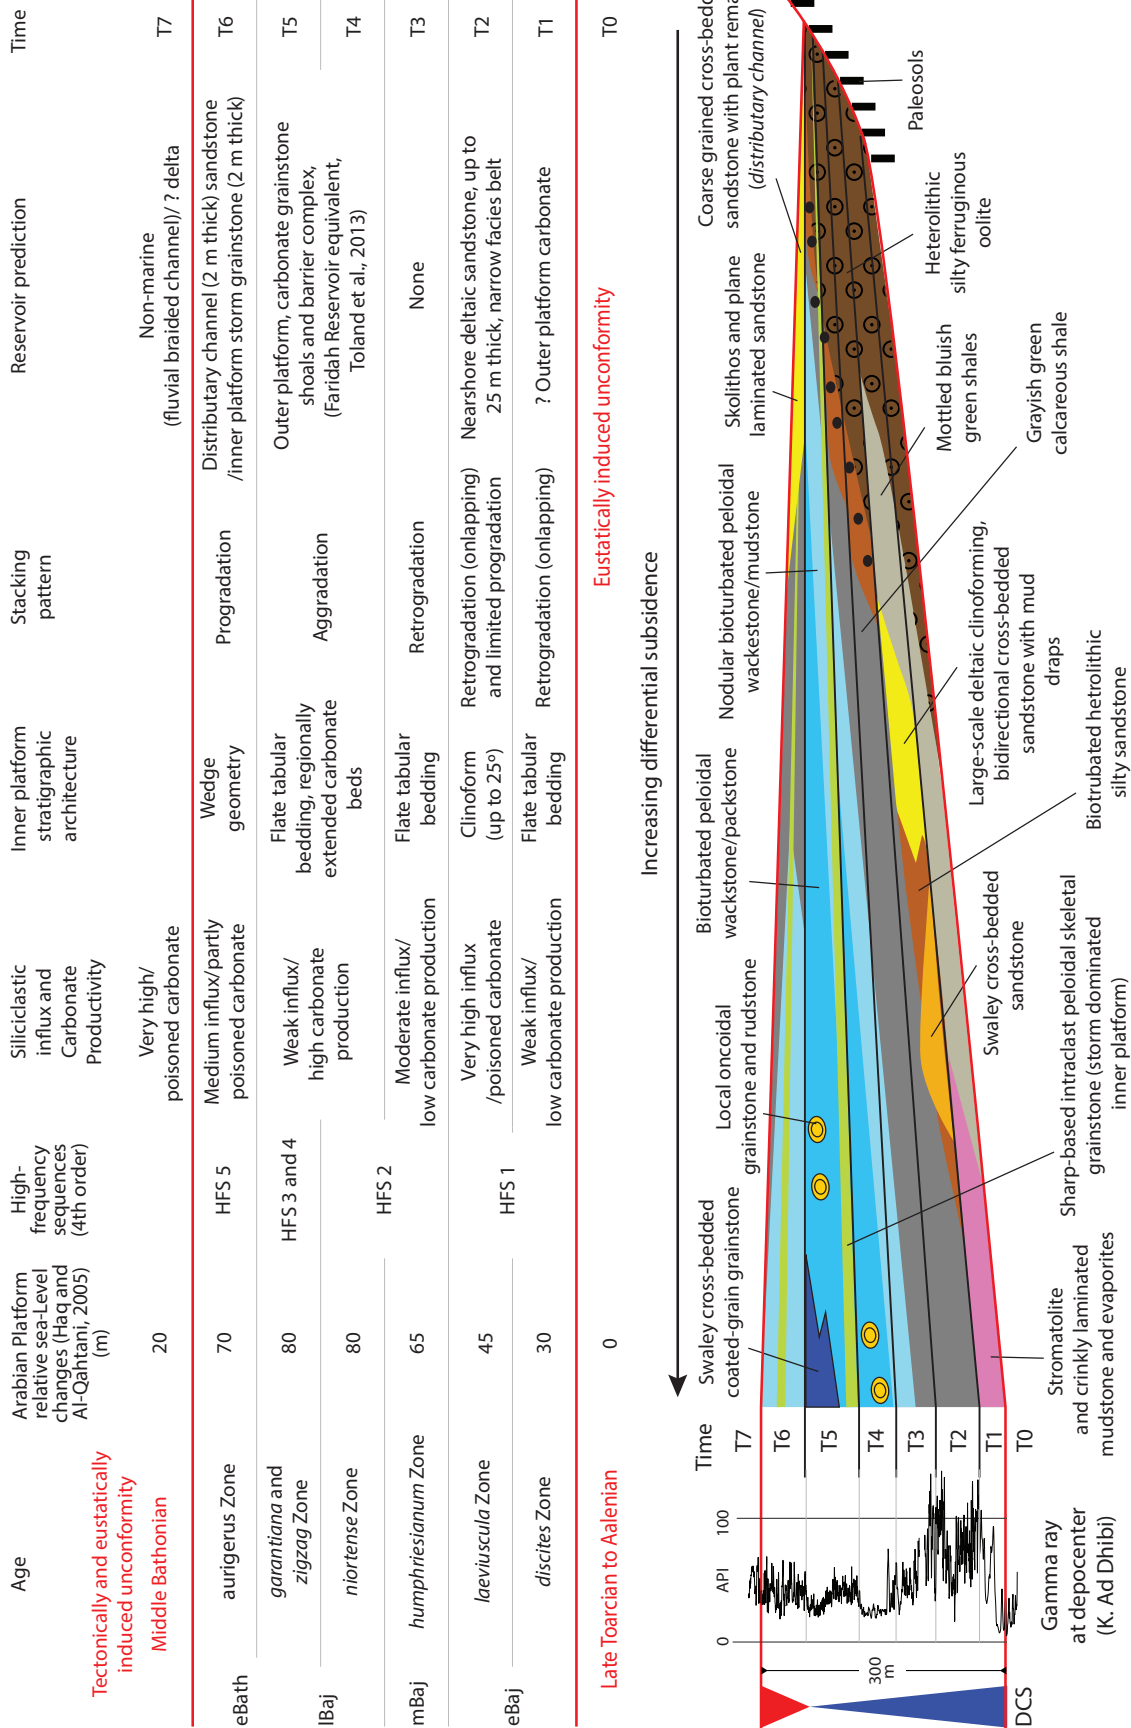 Age
Arabian Platform
relative sea-Level
changes (Haq and
Al-Qahtani, 2005)
(m)
High-
frequency
sequences
(4th order)
Siliciclastic
influx and
Carbonate
Productivity
Inner platform
stratigraphic
architecture
Stacking
pattern
Reservoir prediction
Time
Tectonically and eustatically
induced unconformity
Middle Bathonian
20
Very high/
poisoned carbonate
Non-marine
(fluvial braided channel)/ ? delta
T7
eBath
aurigerus Zone
70
HFS 5
Medium influx/partly
poisoned carbonate
Wedge
geometry
Progradation
Distributary channel (2 m thick) sandstone
/inner platform storm grainstone (2 m thick)
T6
lBaj
garantiana and
zigzag Zone
80
HFS 3 and 4
Weak influx/
high carbonate
production
Flate tabular
bedding, regionally
extended carbonate
beds
Aggradation
Outer platform, carbonate grainstone
shoals and barrier complex,
(Faridah Reservoir equivalent,
Toland et al., 2013)
T5
niortense Zone
80
T4
HFS 2
mBaj
humphriesianum Zone
65
Moderate influx/
low carbonate production
Flate tabular
bedding
Retrogradation
None
T3
eBaj
laeviuscula Zone
45
HFS 1
Very high influx
/poisoned carbonate
Clinoform
(up to 25º)
Retrogradation (onlapping)
and limited progradation
Nearshore deltaic sandstone, up to
25 m thick, narrow facies belt
T2
discites Zone
30
Weak influx/
low carbonate production
Flate tabular
bedding
Retrogradation (onlapping)
? Outer platform carbonate
T1
Late Toarcian to Aalenian
0
Eustatically induced unconformity
T0
Increasing differential subsidence
Time
T7
T6
T5
T4
T3
T2
T1
T0
0
API
100
300
m
DCS
Gamma ray
at depocenter
(K. Ad Dhibi)
Swaley cross-bedded
coated-grain grainstone
Local oncoidal
grainstone and rudstone
Bioturbated peloidal
wackstone/packstone
Nodular bioturbated peloidal
wackestone/mudstone
Skolithos and plane
laminated sandstone
Coarse grained cross-bedd
sandstone with plant rema
(distributary channel)
Stromatolite
and crinkly laminated
mudstone and evaporites
Sharp-based intraclast peloidal skeletal
grainstone (storm dominated
inner platform)
Swaley cross-bedded
sandstone
Biotrubated hetrolithic
silty sandstone
Large-scale deltaic clinoforming,
bidirectional cross-bedded
sandstone with mud
draps
Grayish green
calcareous shale
Mottled bluish
green shales
Heterolithic
silty ferruginous
oolite
Paleosols